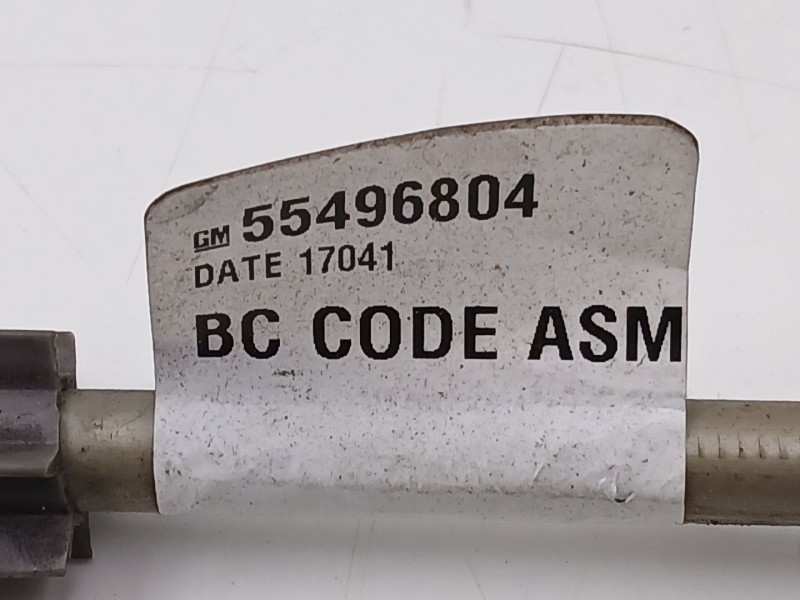 GM 55496804
DATE 17041
BC CODE ASM